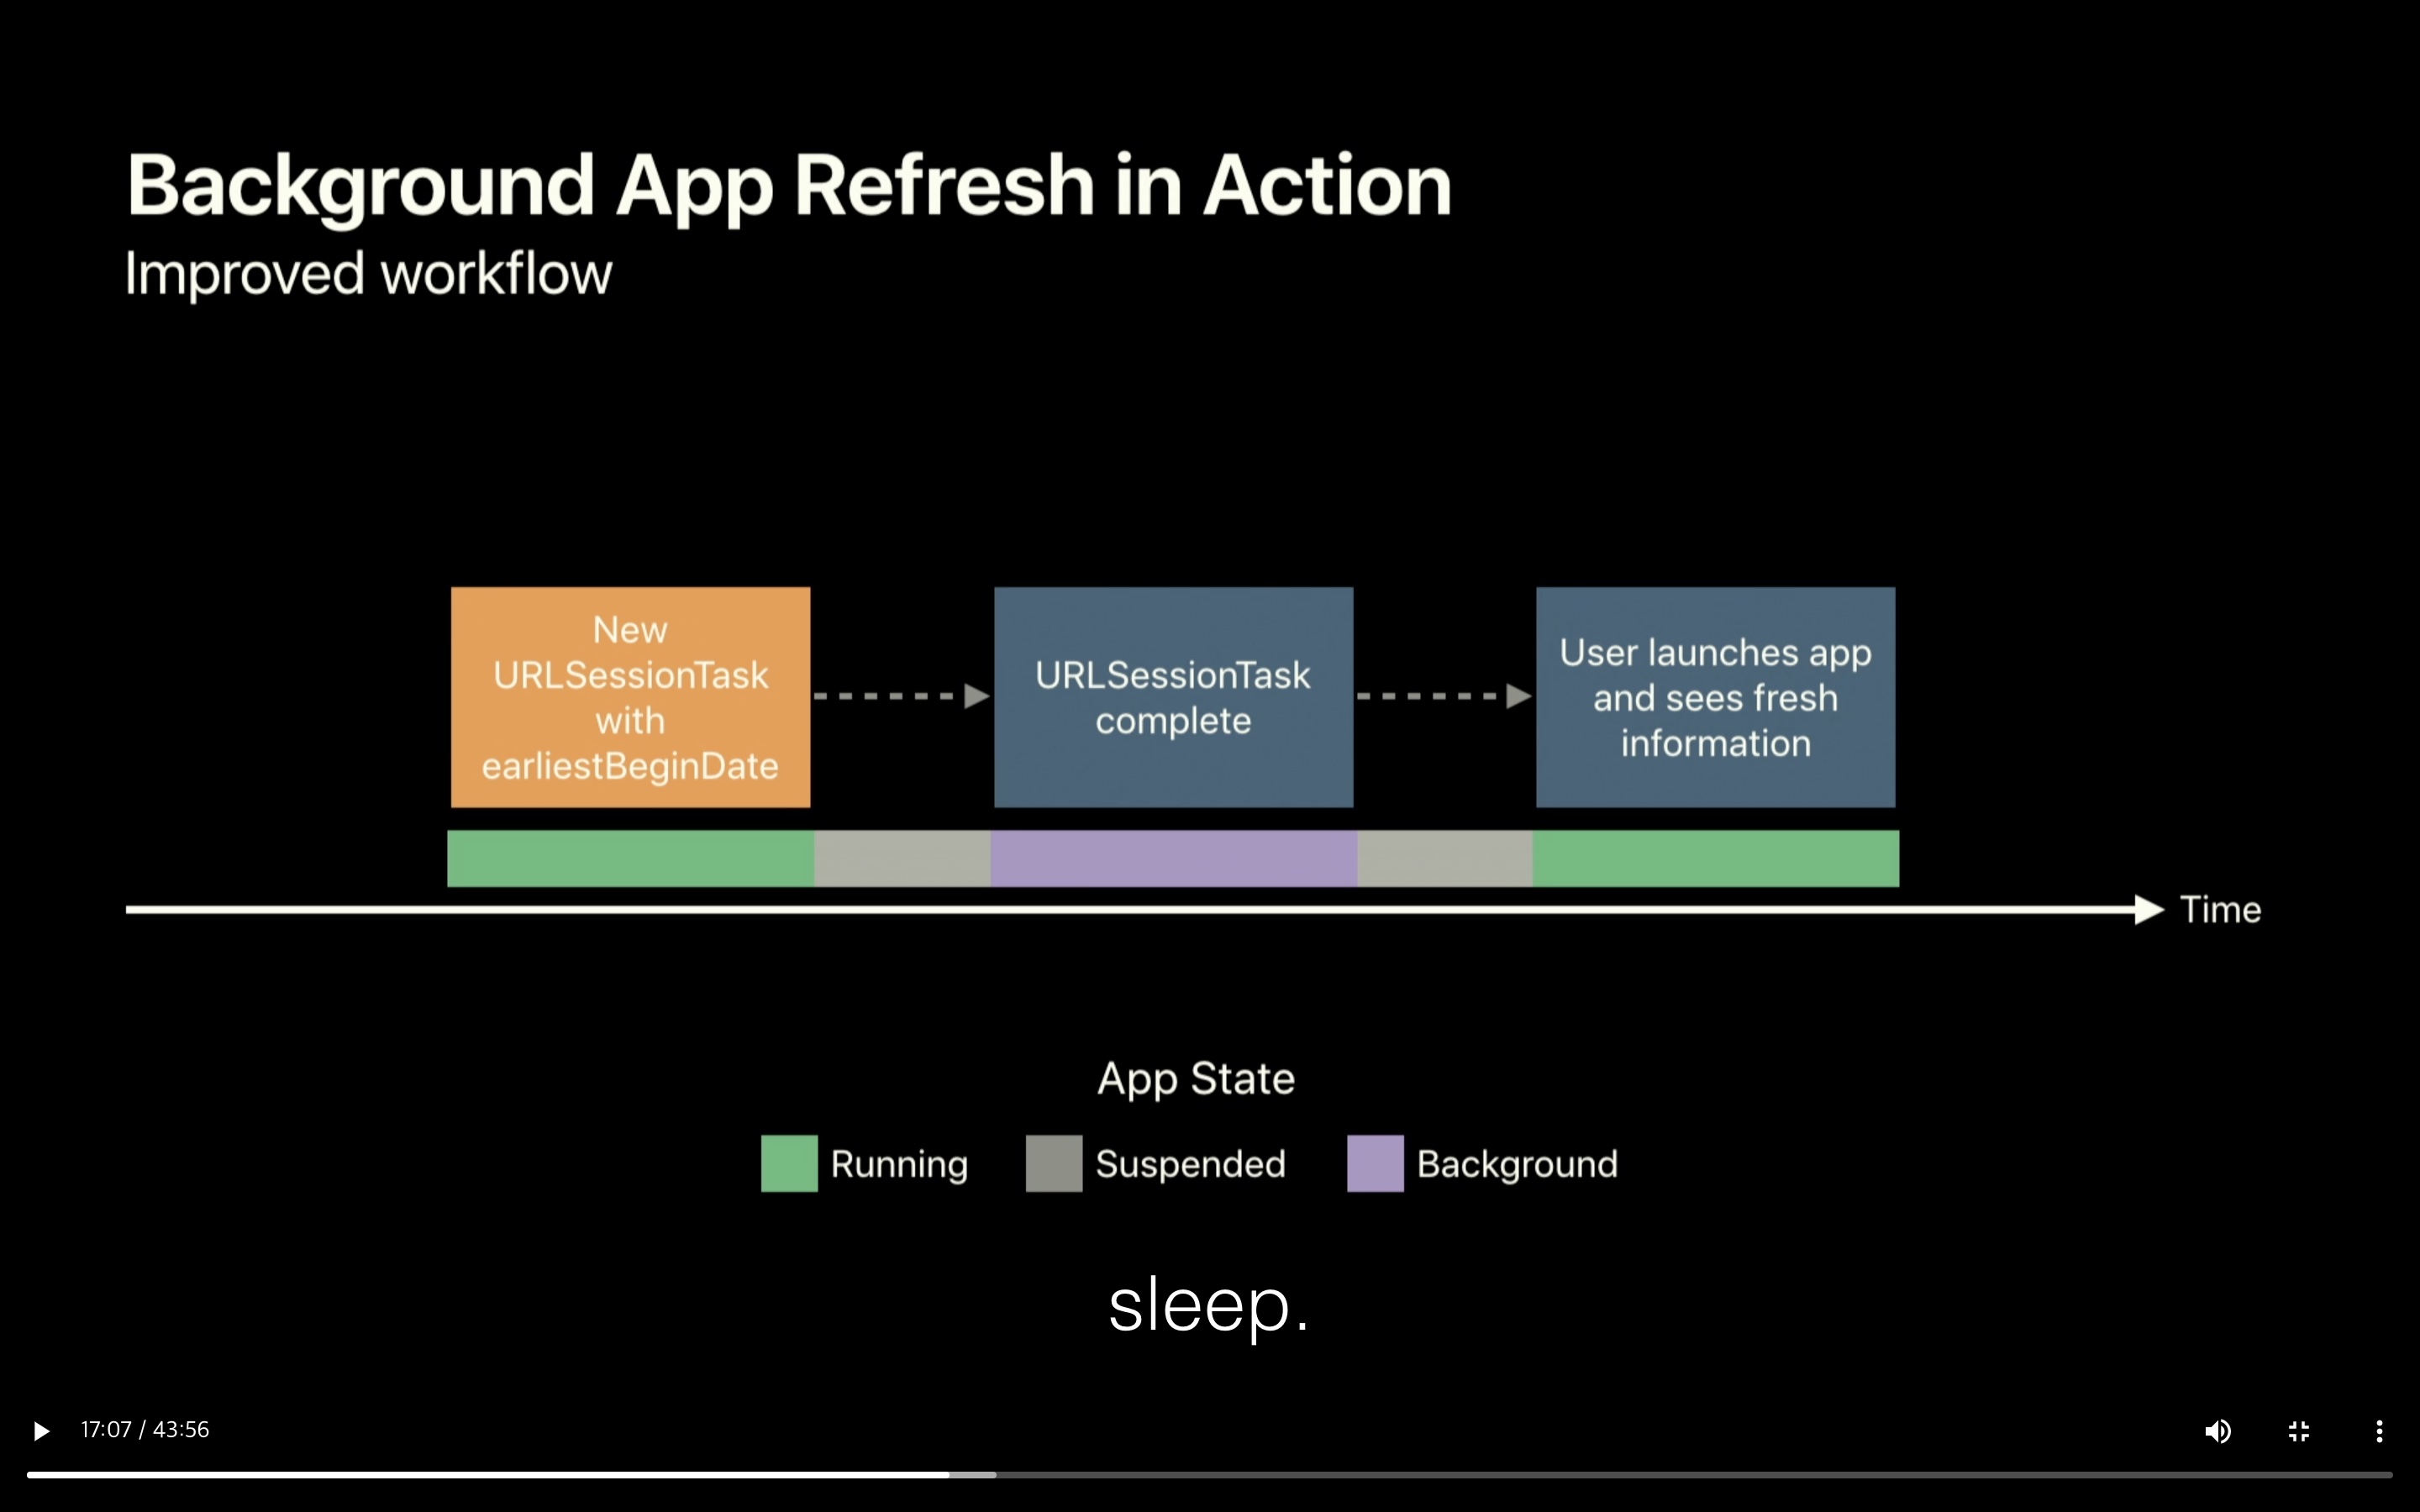 Background App Refresh in Action
Improved workflow
New
URLSessionTask
with
earliestBeginDate
URLSessionTask
complete
User launches app
and sees fresh
information
Time
App State
Running
Suspended
Background
sleep.
17:07 / 43:56